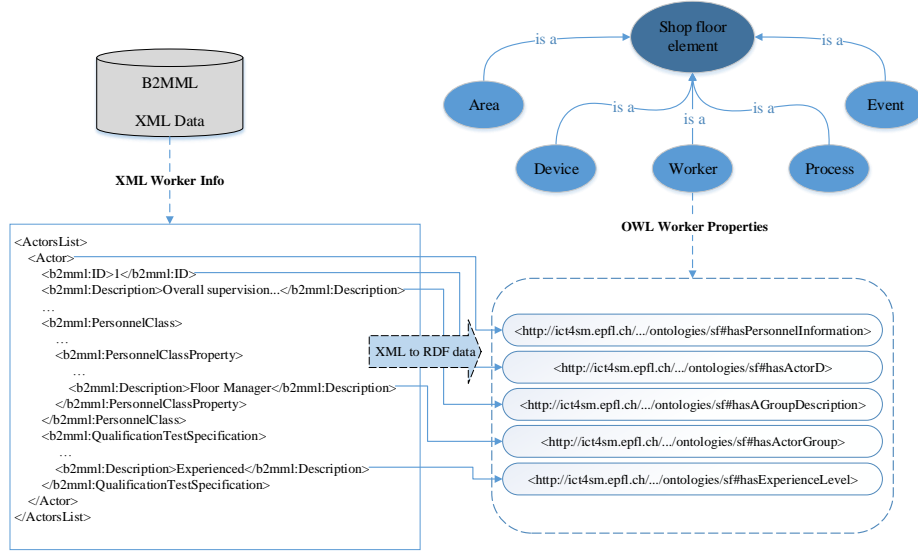 B2MML
XML Data
XML Worker Info
Shop floor
element
is a
is a
is a
is a
is a
Area
Event
Device
Worker
Process
OWL Worker Properties
<ActorsList>
<Actor>
<b2mml:ID>1</b2mml:ID>
<b2mml:Description>Overall supervision...</b2mml:Description>
…
<b2mml:PersonnelClass>
…
<b2mml:PersonnelClassProperty>
…
<b2mml:Description>Floor Manager</b2mml:Description>
</b2mml:PersonnelClassProperty>
</b2mml:PersonnelClass>
<b2mml:QualificationTestSpecification>
…
<b2mml:Description>Experienced</b2mml:Description>
</b2mml:QualificationTestSpecification>
</Actor>
</ActorsList>
XML to RDF data
<http://ict4sm.epfl.ch/.../ontologies/sf#hasPersonnelInformation>
<http://ict4sm.epfl.ch/.../ontologies/sf#hasActorD>
<http://ict4sm.epfl.ch/.../ontologies/sf#hasAGroupDescription>
<http://ict4sm.epfl.ch/.../ontologies/sf#hasActorGroup>
<http://ict4sm.epfl.ch/.../ontologies/sf#hasExperienceLevel>